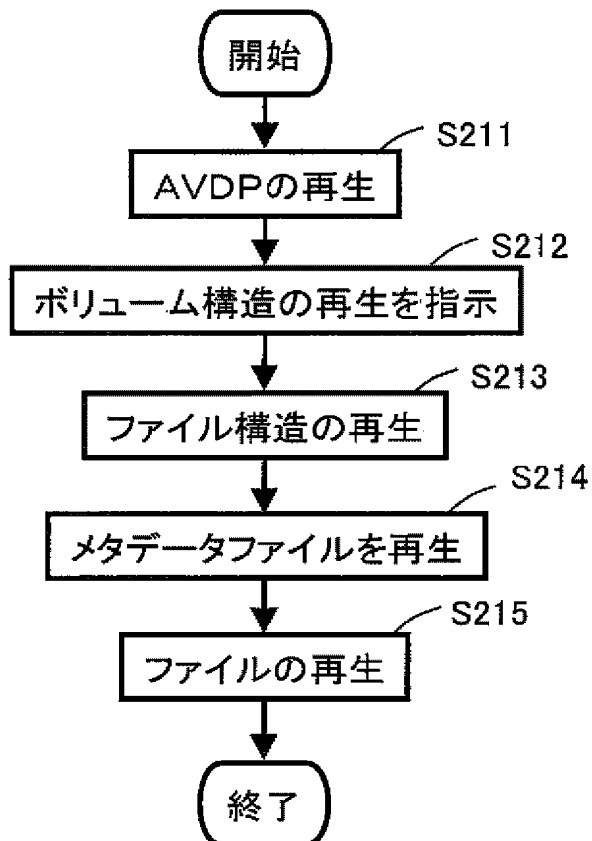 開始
S211
AVDPの再生
S212
ボリューム構造の再生を指示
S213
ファイル構造の再生
S214
メタデータファイルを再生
S215
ファイルの再生
終了